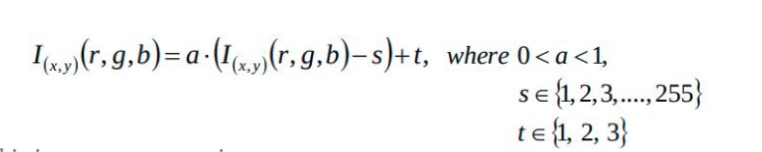 I(x,y)(r,g,b)=a·(I(x,y)(r,g,b)−s)+t, where 0<a<1,
s∈{1,2,3,....,255}
t∈{1, 2, 3}